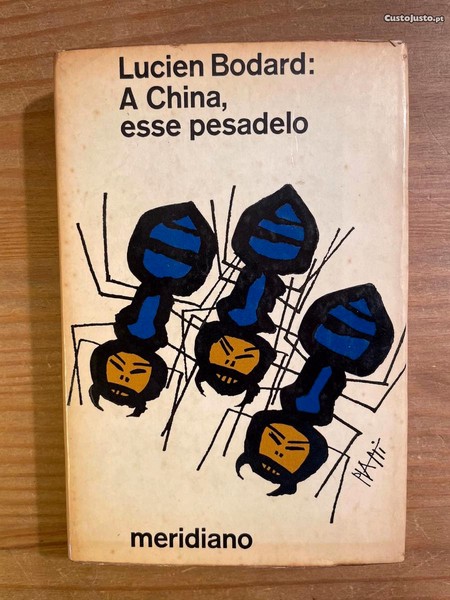 CustoJusto.pt
Lucien Bodard:
A China,
esse pesadelo
meridiano